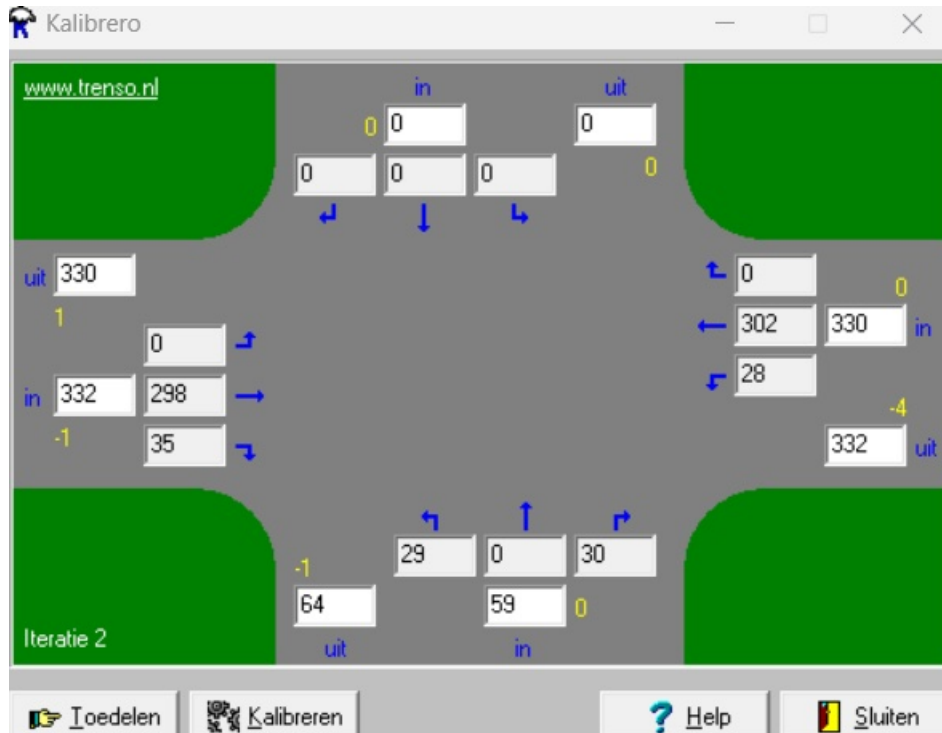 Kalibrero
www.trenso.nl
in uit
0 0 0
0 0 0 0
uit 330 0 0
1 302 330 in
0 28
in 332 298 -4
-1 35 332 uit
29 0 30
-1
64 59 0
Iteratie 2 uit in
Toedelen Kalibreren Help Sluiten